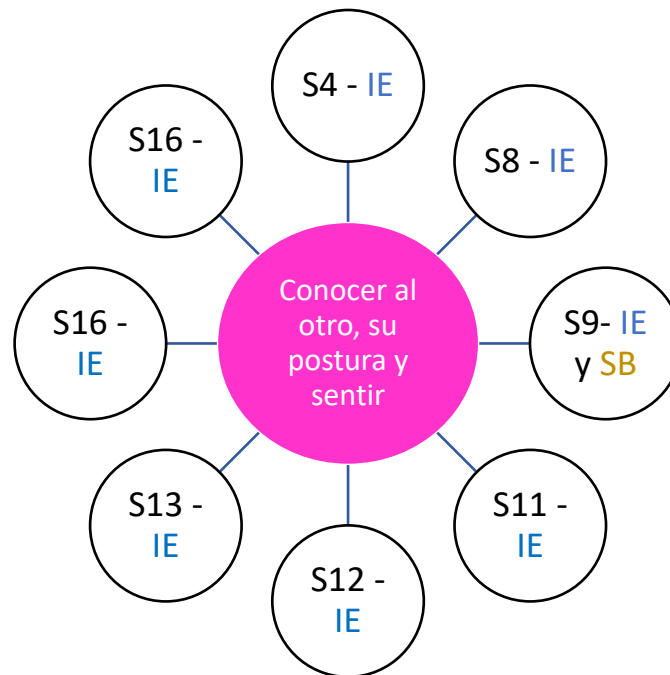 S4 - IE
S8 - IE
S9- IE
y SB
S11 -
IE
S12 -
IE
S13 -
IE
S16 -
IE
S16 -
IE
Conocer al
otro, su
postura y
sentir